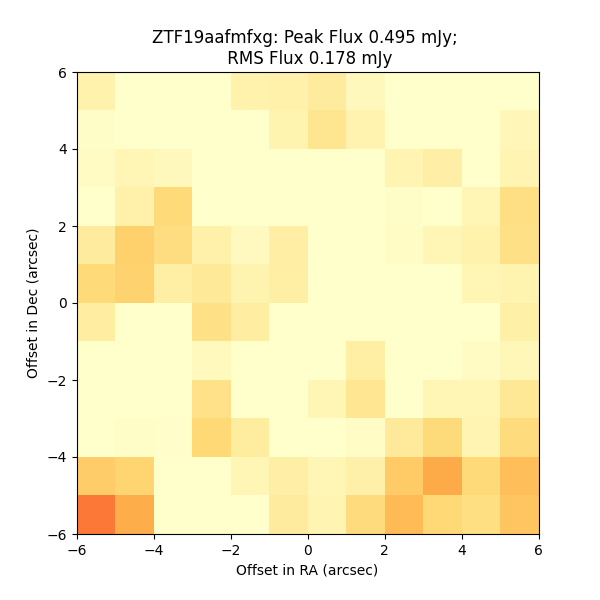 ZTF19aafmfxg: Peak Flux 0.495 mJy;
RMS Flux 0.178 mJy
6
4
2
0
−2
−4
−6
Offset in Dec (arcsec)
−6 −4 −2 0 2 4 6
Offset in RA (arcsec)